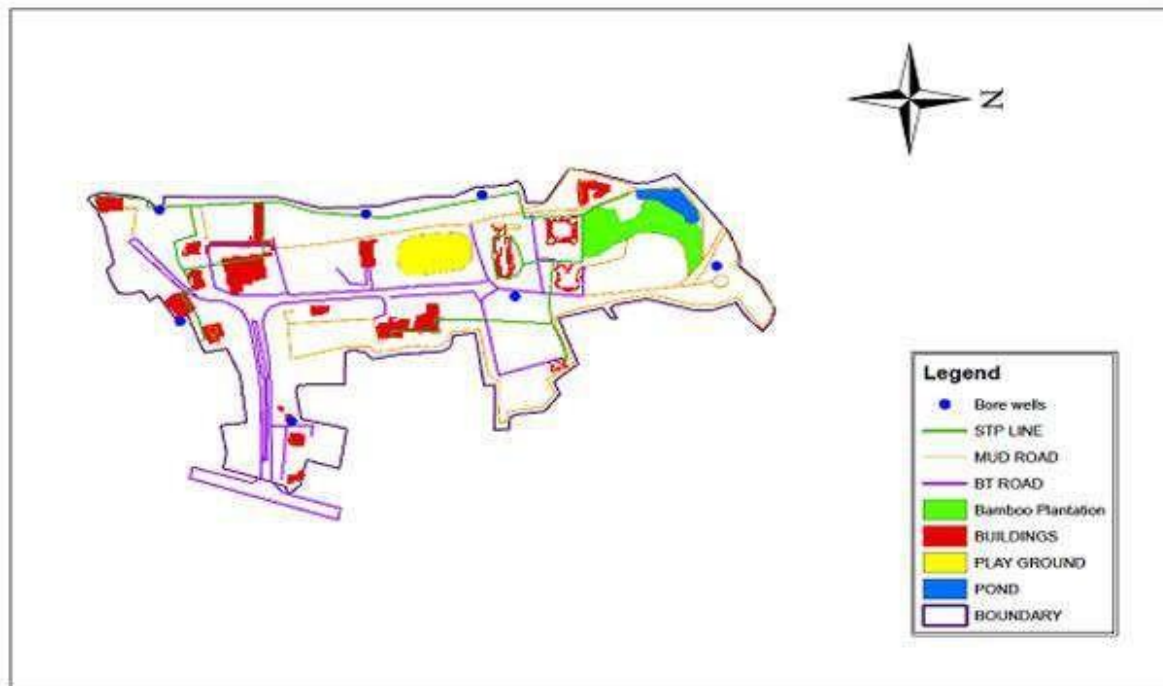 N
Legend
Bore wells
STP LINE
MUD ROAD
BT ROAD
Bamboo Plantation
BUILDINGS
PLAY GROUND
POND
BOUNDARY